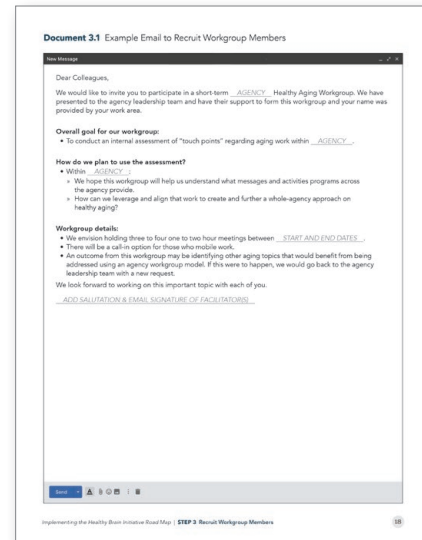 Document 3.1 Example Email to Recruit Workgroup Members
New Message
Dear Colleagues,
We would like to invite you to participate in a short-term AGENCY Healthy Aging Workgroup. We have
presented to the agency leadership team and have their support to form this workgroup and your name was
provided by your work area.
Overall goal for our workgroup:
• To conduct an internal assessment of "touch points" regarding aging work within AGENCY.
How do we plan to use the assessment?
• Within AGENCY:
» We hope this workgroup will help us understand what messages and activities programs across
the agency provide.
» How can we leverage and align that work to create and further a whole-agency approach on
healthy aging?
Workgroup details:
• We envision holding three to four one to two hour meetings between START AND END DATES.
• There will be a call-in option for those who mobile work.
• An outcome from this workgroup may be identifying other aging topics that would benefit from being
addressed using an agency workgroup model. If this were to happen, we would go back to the agency
leadership team with a new request.
We look forward to working on this important topic with each of you.
ADD SALUTATION & EMAIL SIGNATURE OF FACILITATOR(S)
Send
Implementing the Healthy Brain Initiative Road Map | STEP 3 Recruit Workgroup Members
18